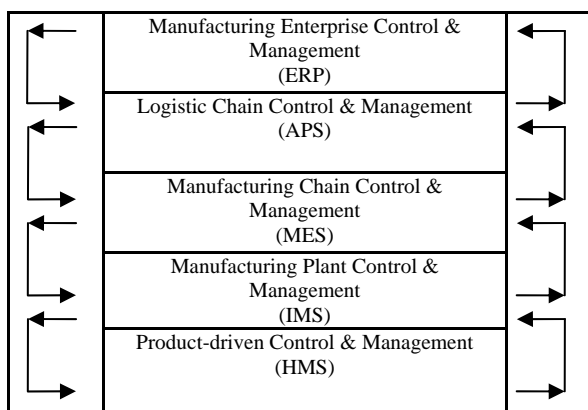 Manufacturing Enterprise Control &
Management
(ERP)
Logistic Chain Control & Management
(APS)
Manufacturing Chain Control &
Management
(MES)
Manufacturing Plant Control &
Management
(IMS)
Product-driven Control & Management
(HMS)